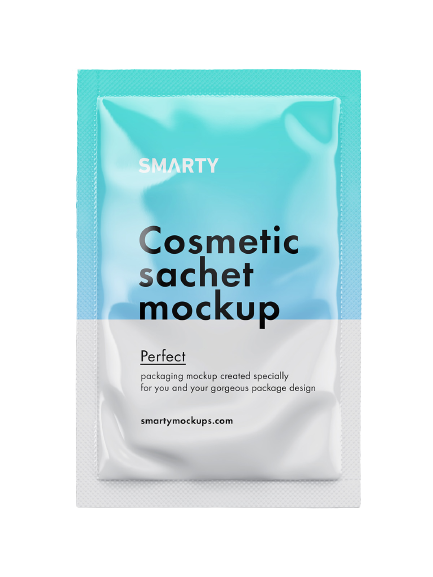 SMARTY
Cosmetic
sachet
mockup
Perfect
packaging mockup created specially
for you and your gorgeous package design
smartymockups.com